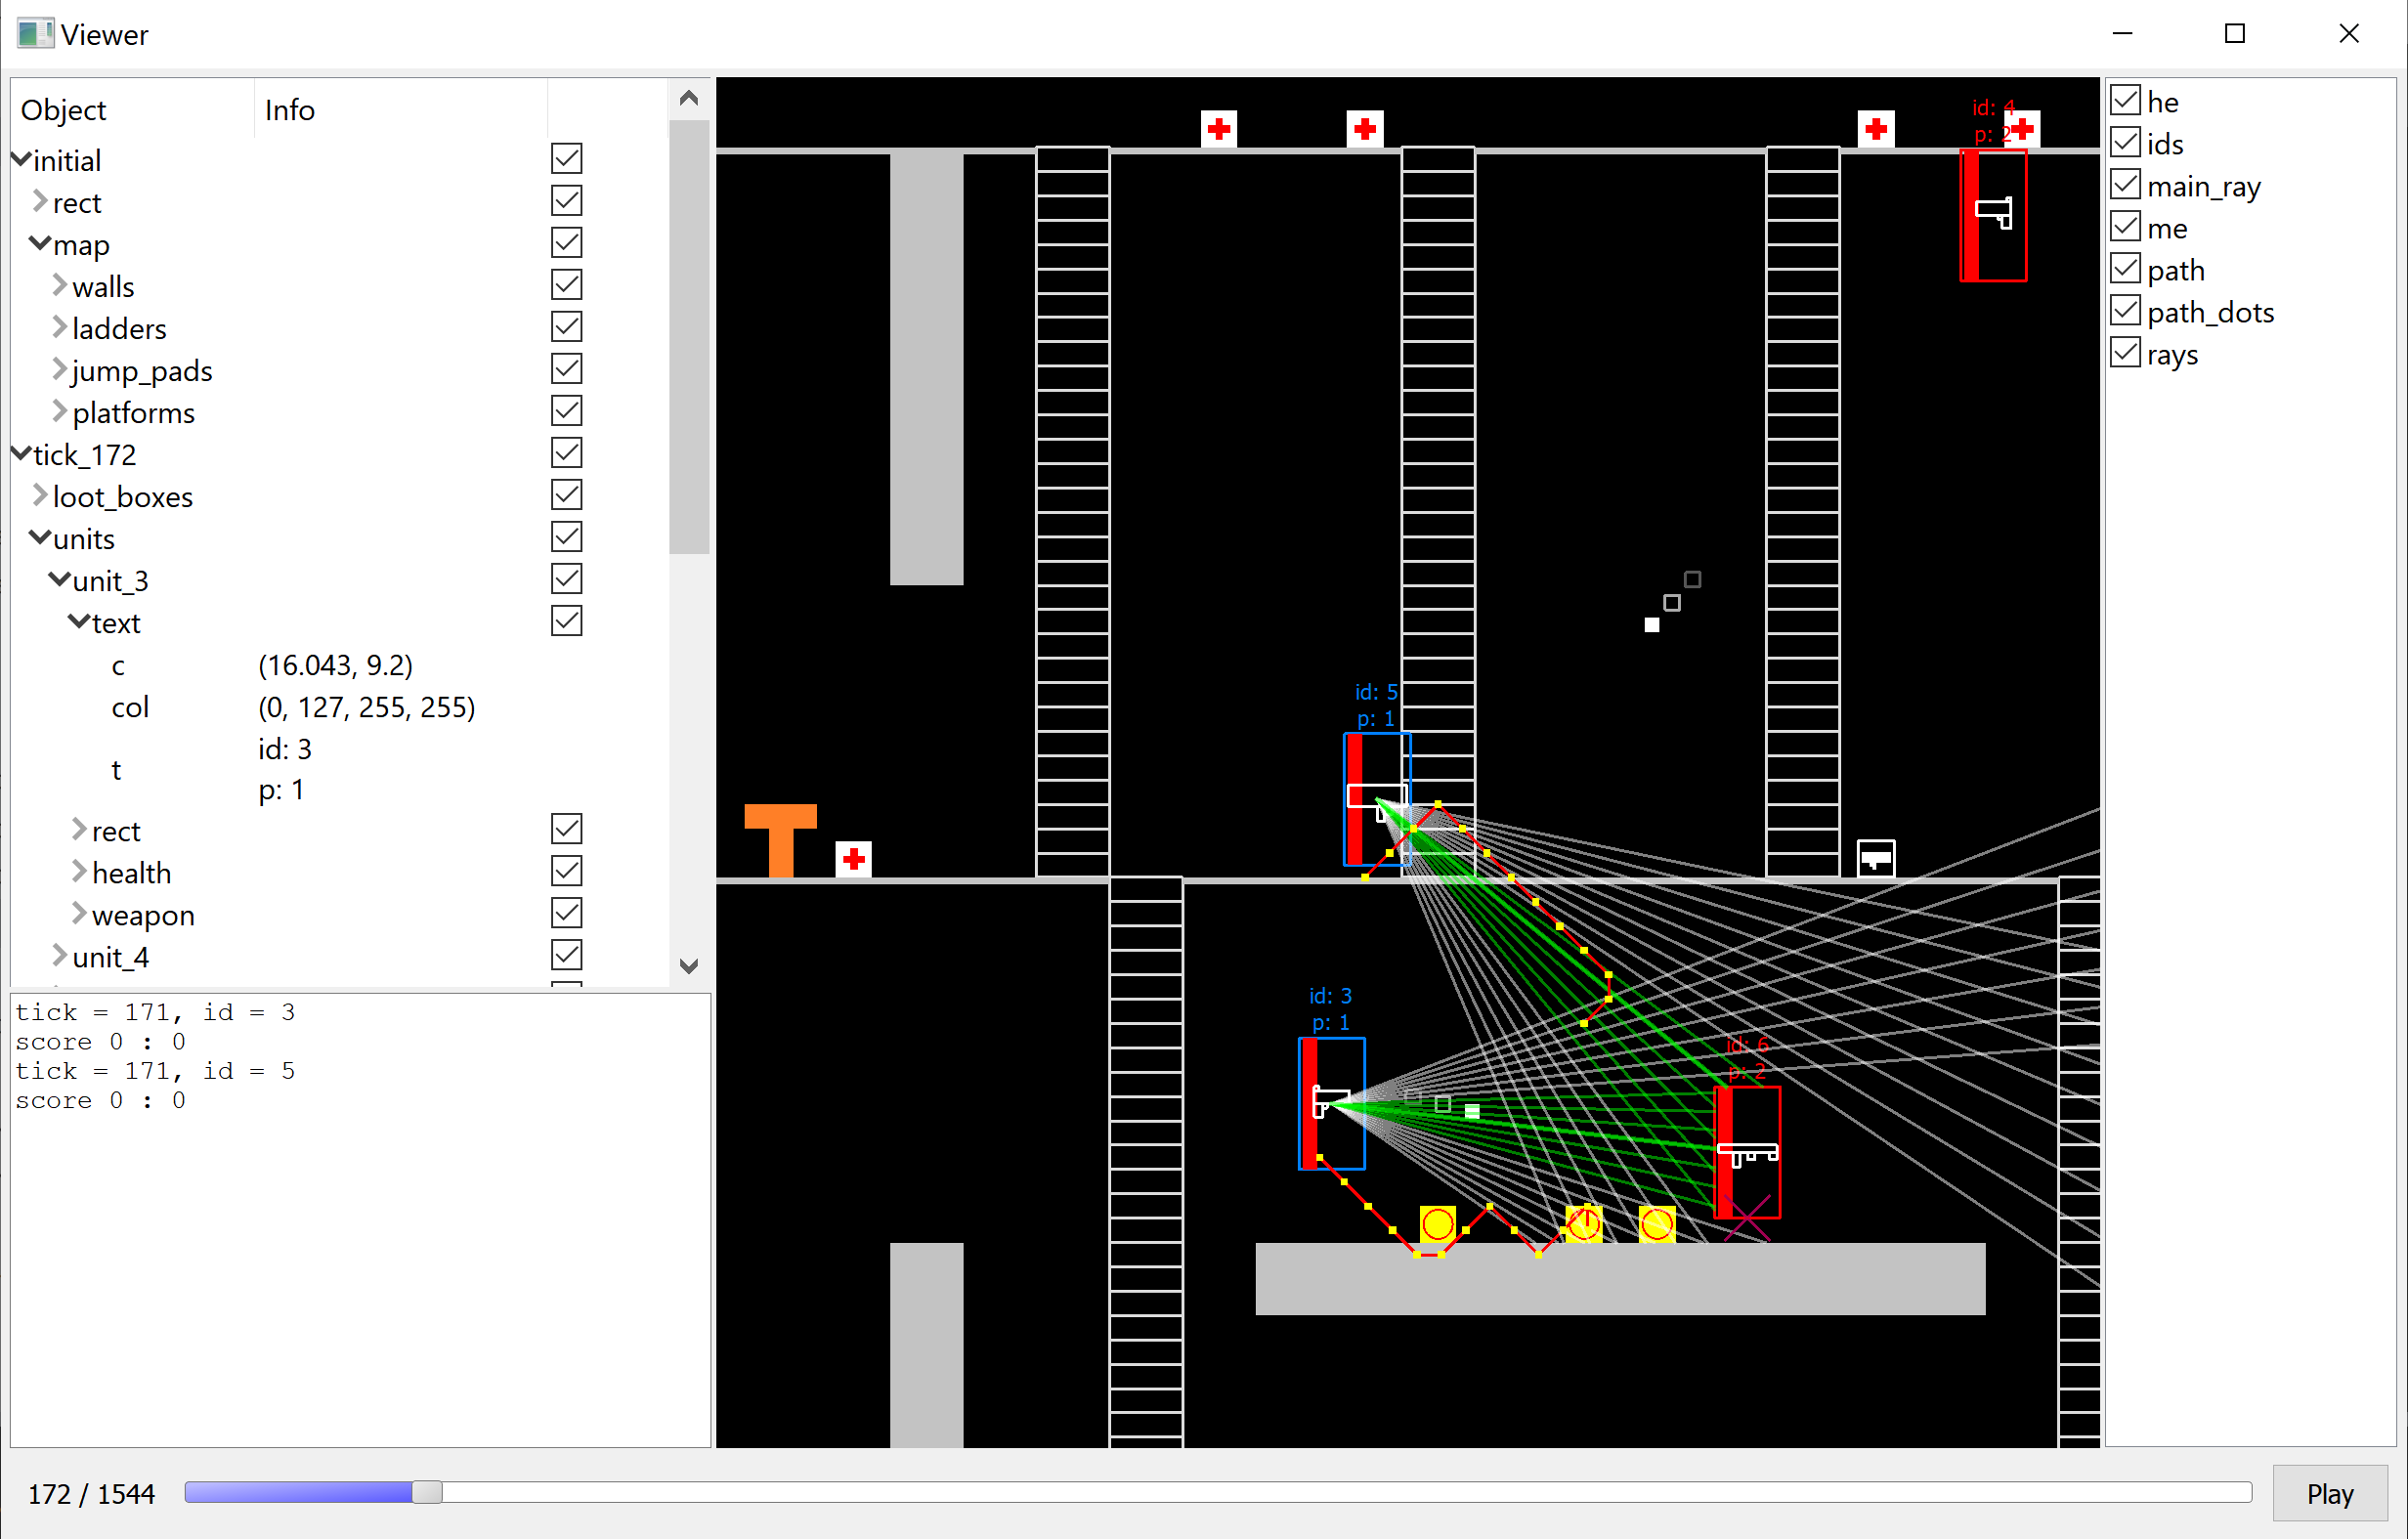 Viewer
Object Info
initial
rect
map
walls
ladders
jump_pads
platforms
tick_172
loot_boxes
units
unit_3
text
c (16.043, 9.2)
col (0, 127, 255, 255)
t id: 3
p: 1
rect
health
weapon
unit_4
tick = 171, id = 3
score 0 : 0
tick = 171, id = 5
score 0 : 0
id: 4
p: 2
id: 5
p: 1
id: 3
p: 1
id: 6
p: 2
he
ids
main_ray
me
path
path_dots
rays
172 / 1544
Play